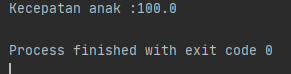 Kecepatan anak :100.0
Process finished with exit code 0